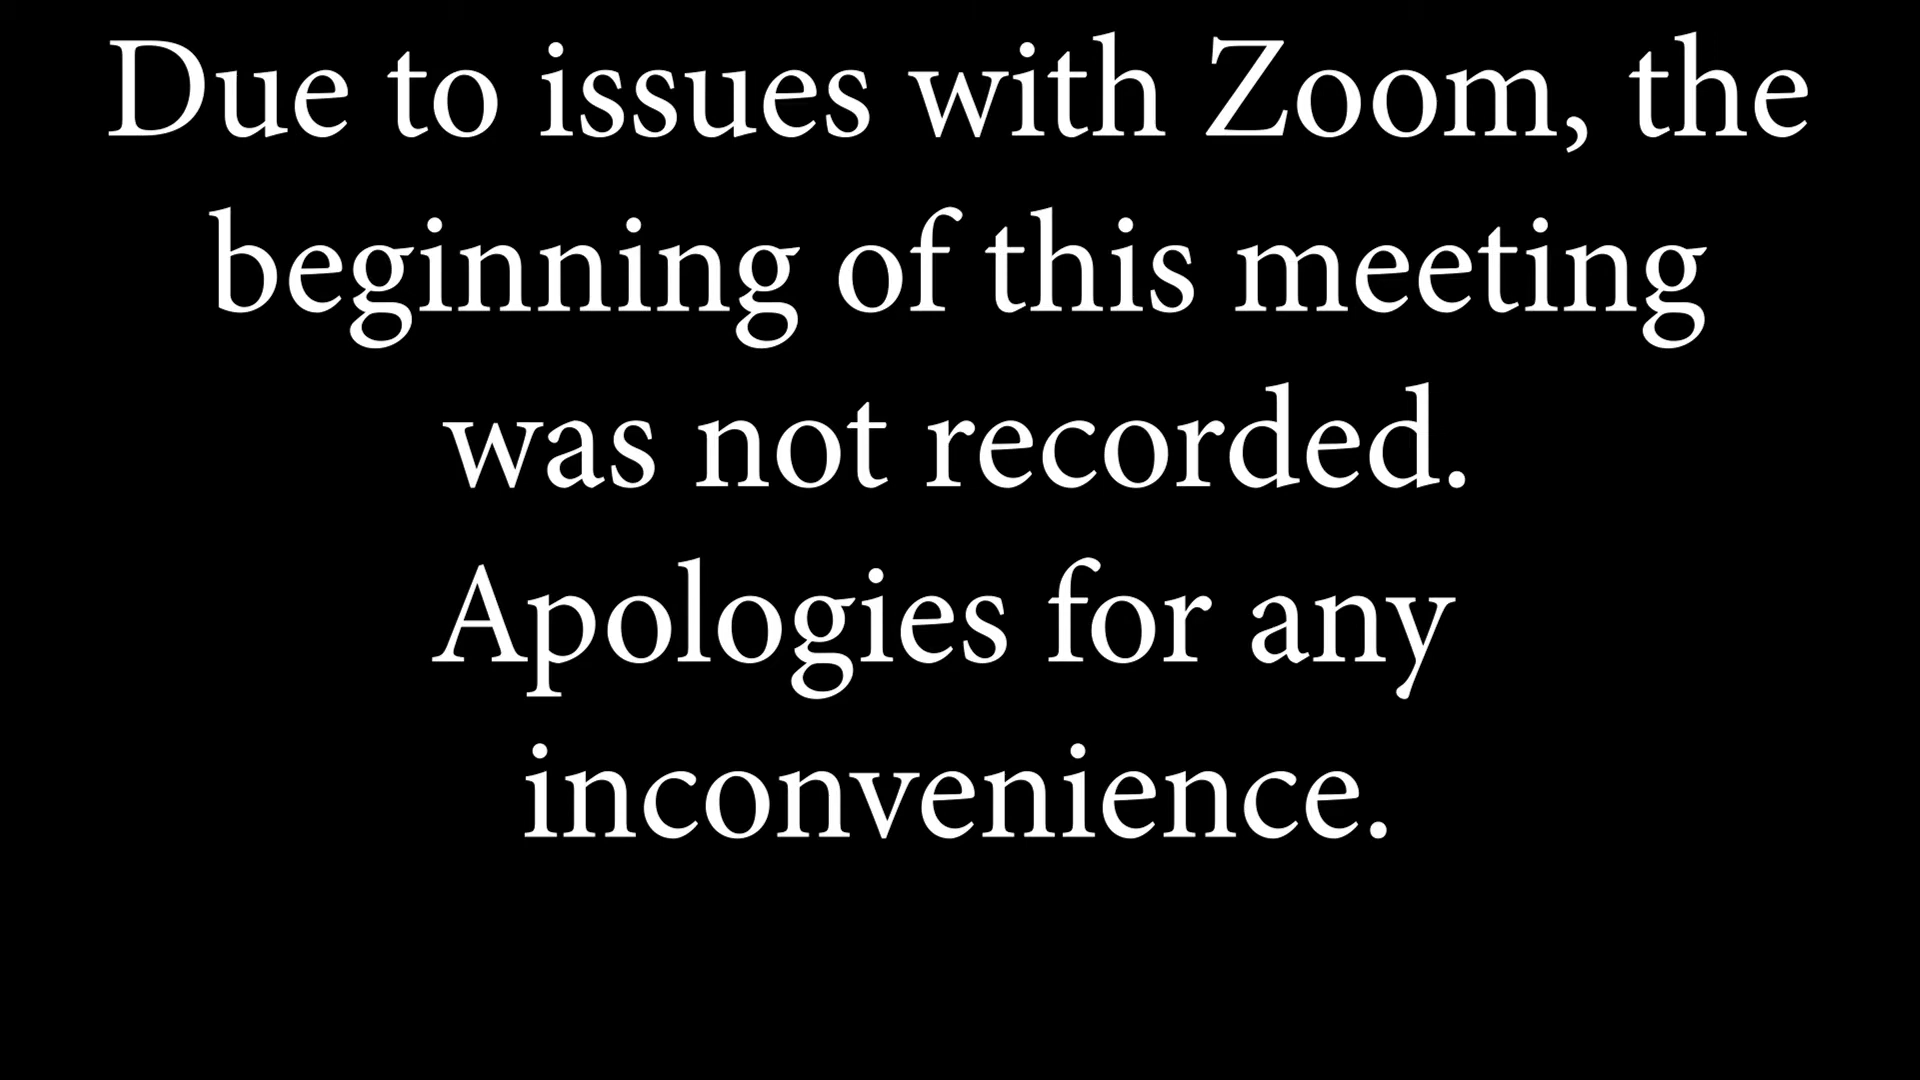 Due to issues with Zoom, the
beginning of this meeting
was not recorded.
Apologies for any
inconvenience.